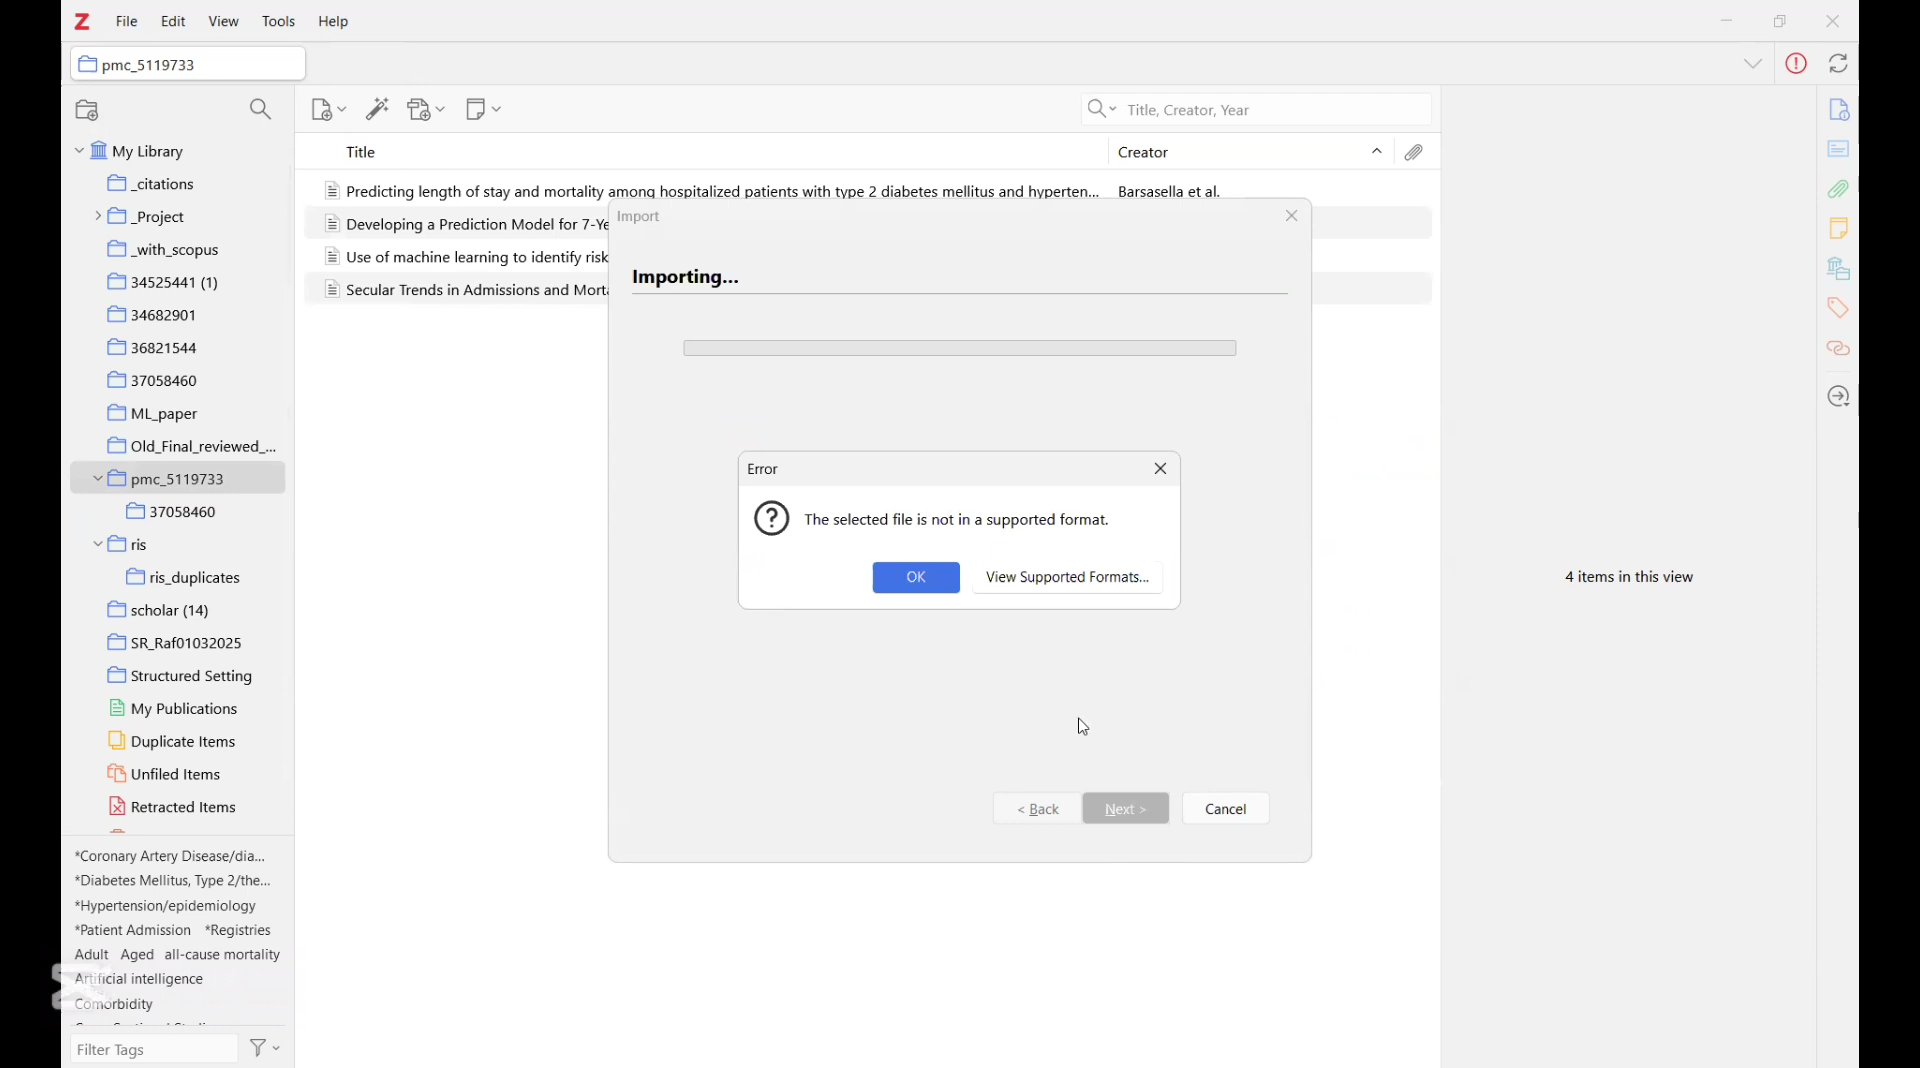 Z File Edit View Tools Help
pmc_5119733
Title, Creator, Year
Title Creator
My Library
_citations
_Project
_with_scopus
34525441 (1)
34682901
36821544
37058460
ML_paper
Old_Final_reviewed_...
pmc_5119733
37058460
ris
ris_duplicates
scholar (14)
SR_Raf01032025
Structured Setting
My Publications
Duplicate Items
Unfiled Items
Retracted Items
*Coronary Artery Disease/dia...
*Diabetes Mellitus, Type 2/the...
*Hypertension/epidemiology
*Patient Admission *Registries
Adult Aged all-cause mortality
Artificial intelligence
Comorbidity
Filter Tags
Predicting length of stay and mortality among hospitalized patients with type 2 diabetes mellitus and hyperten... Barsasella et al.
Developing a Prediction Model for 7-Ye
Use of machine learning to identify risk
Secular Trends in Admissions and Morta
Import
Importing...
Error
The selected file is not in a supported format.
OK View Supported Formats...
< Back Next > Cancel
4 items in this view